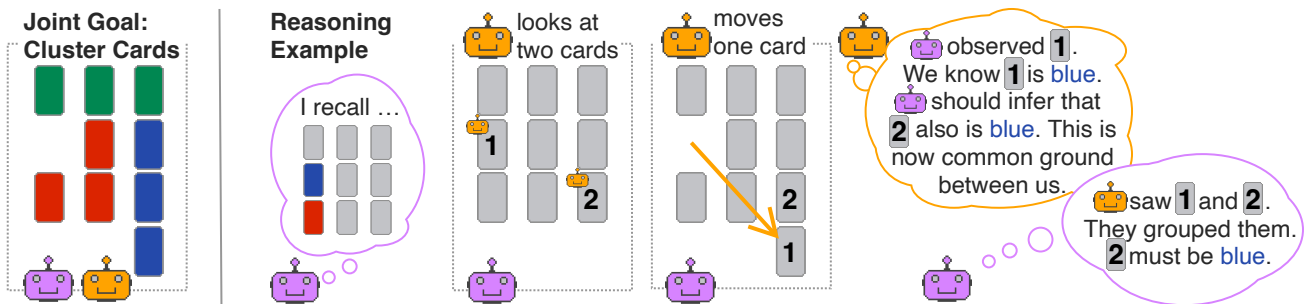 Joint Goal:
Cluster Cards
Reasoning
Example
I recall …
looks at
two cards
1
2
moves
one card
2
1
observed 1.
We know 1 is blue.
should infer that
2 also is blue. This is
now common ground
between us.
saw 1 and 2.
They grouped them.
2 must be blue.